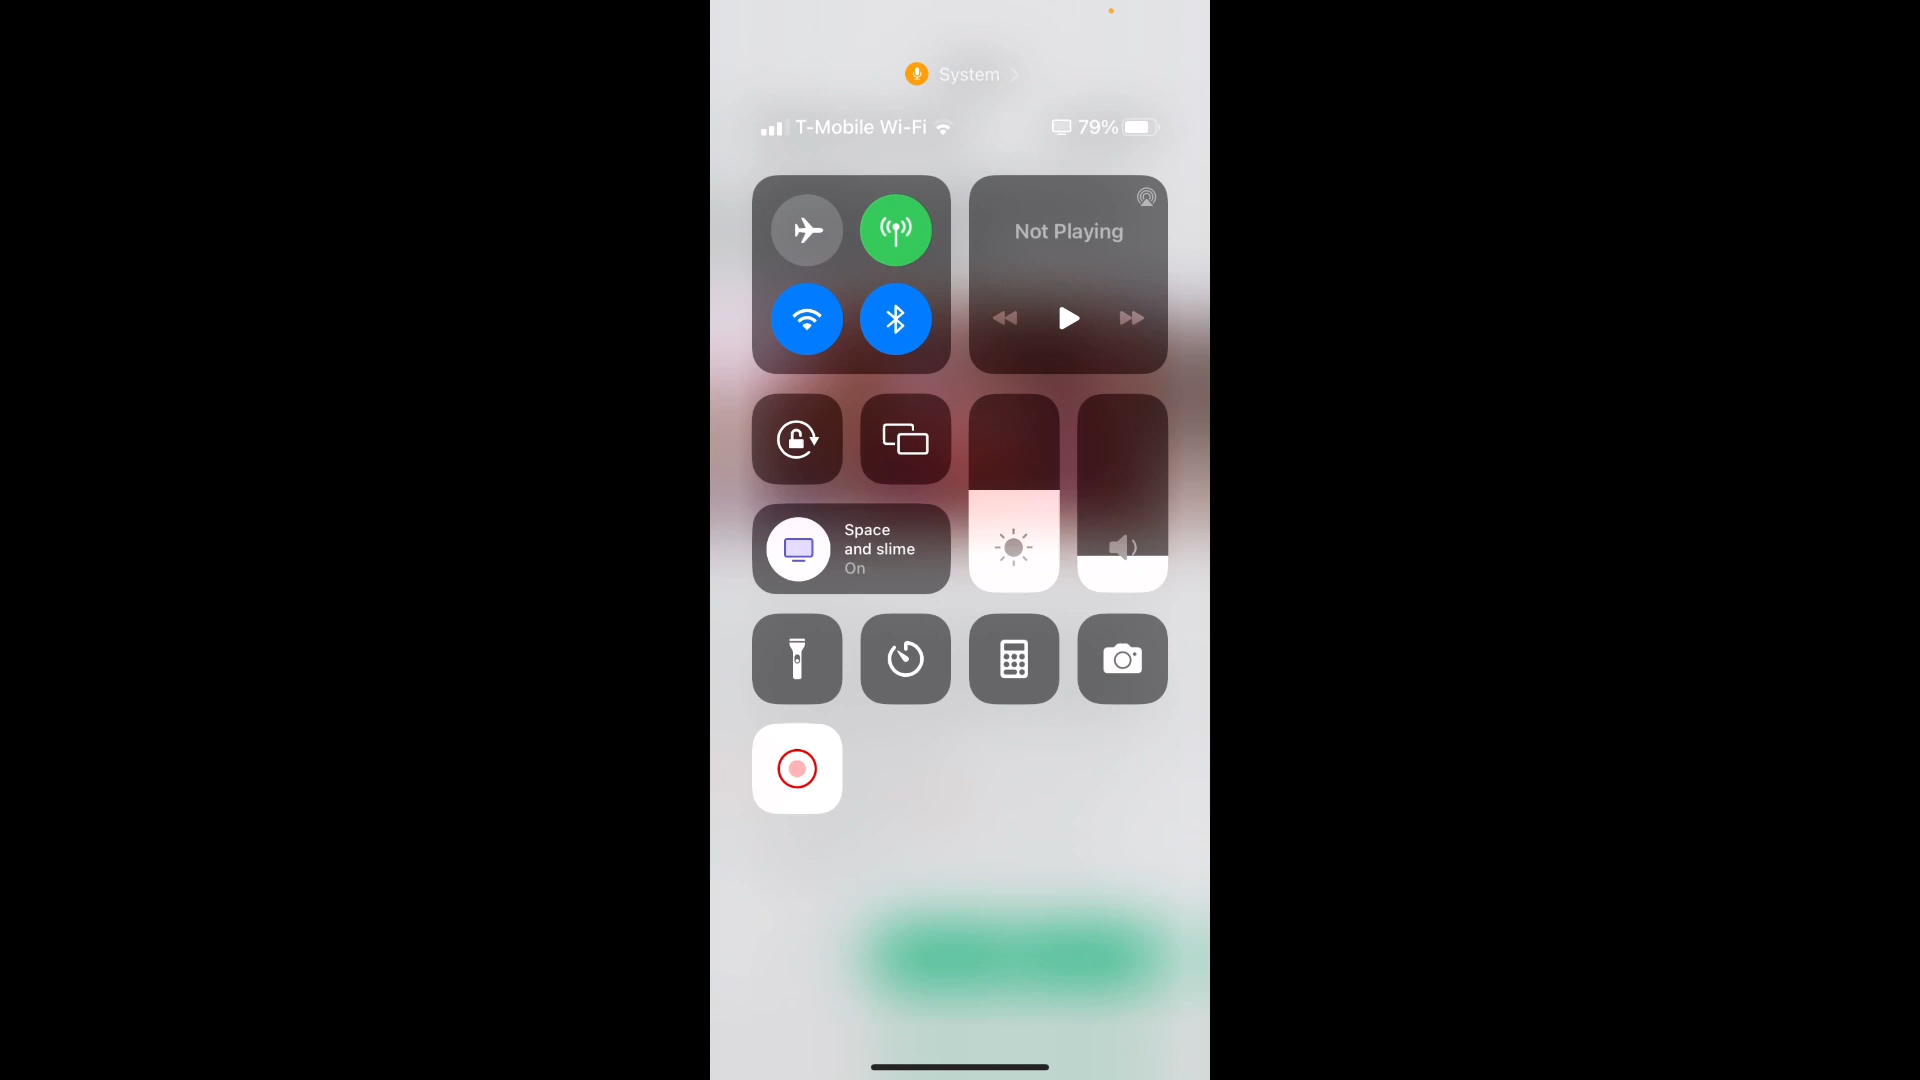 System
T-Mobile Wi-Fi 79%
Not Playing
Space
and slime
On